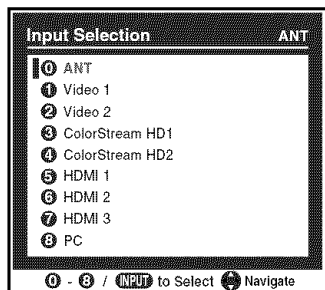 Input Selection ANT
0 ANT
1 Video 1
2 Video 2
3 ColorStream HD1
4 ColorStream HD2
5 HDMI 1
6 HDMI 2
7 HDMI 3
8 PC
0 - 8 / INPUT to Select Navigate